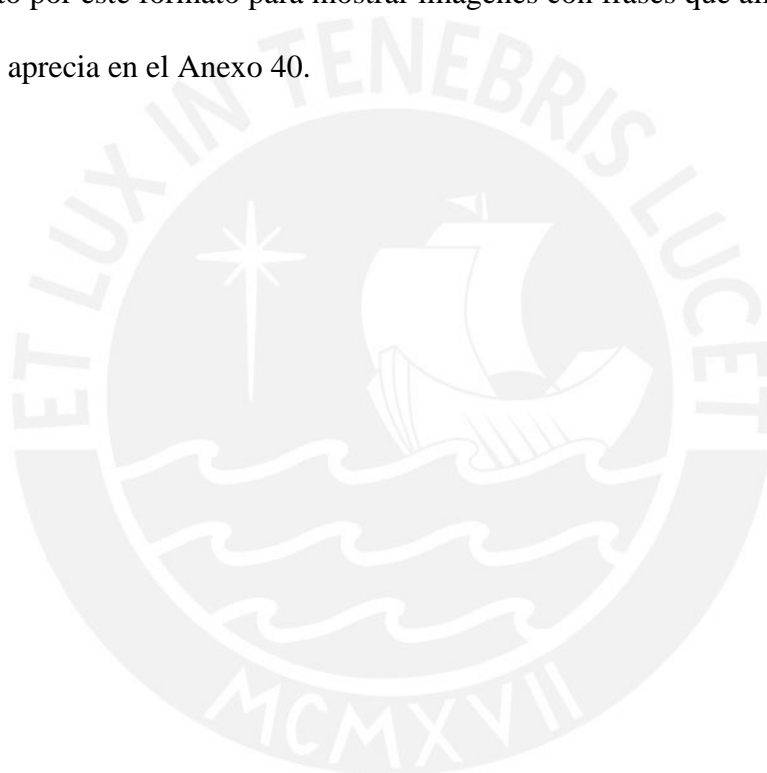 to por este formato para mostrar imágenes con frases que
aprecia en el Anexo 40.
ET LUX IN TENEBRIS LUCET
MCMXVII